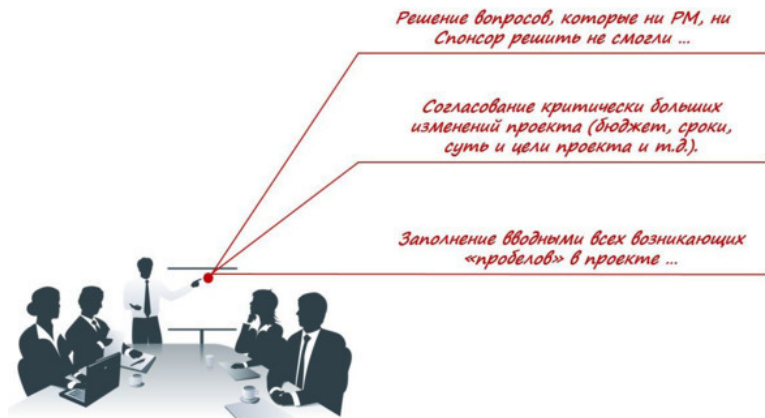 Решение вопросов, которые ни РМ, ни
Спонсор решить не смогли ...
Согласование критически больших
изменений проекта (бюджет, сроки,
суть и цели проекта и т.д.).
Заполнение вводными всех возникающих
«пробелов» в проекте ...